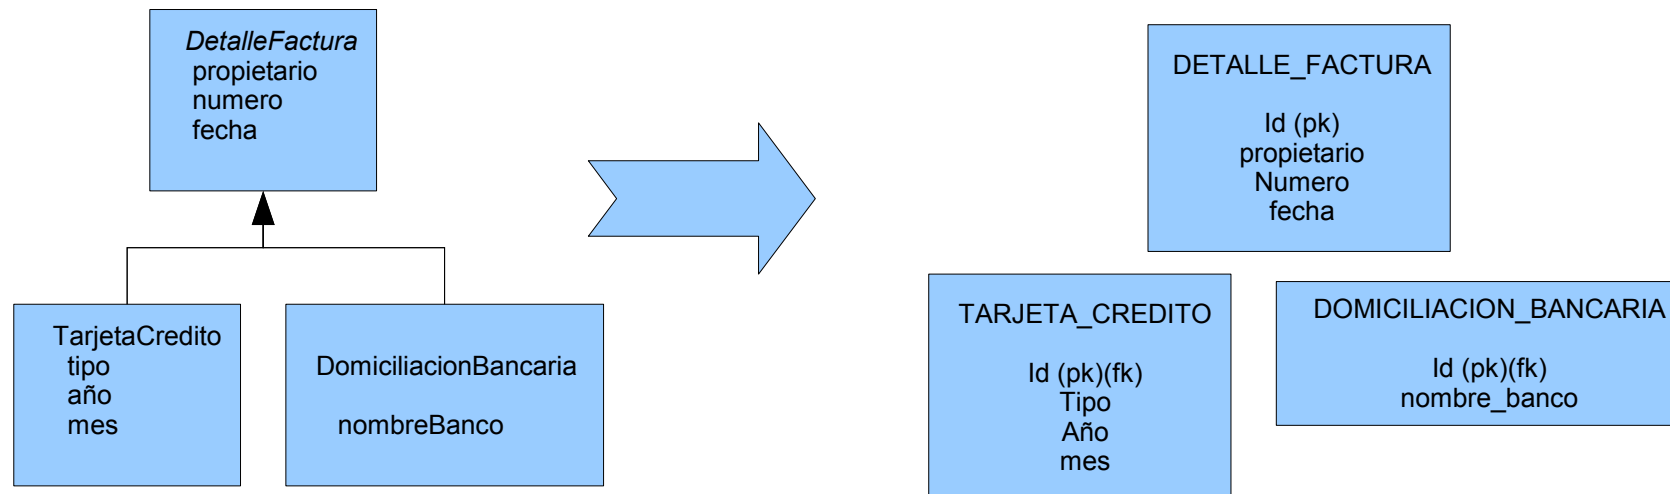 DetalleFactura
propietario
numero
fecha
TarjetaCredito
tipo
año
mes
DomiciliacionBancaria
nombreBanco
DETALLE_FACTURA
Id (pk)
propietario
Numero
fecha
TARJETA_CREDITO
Id (pk)(fk)
Tipo
Año
mes
DOMICILIACION_BANCARIA
Id (pk)(fk)
nombre_banco